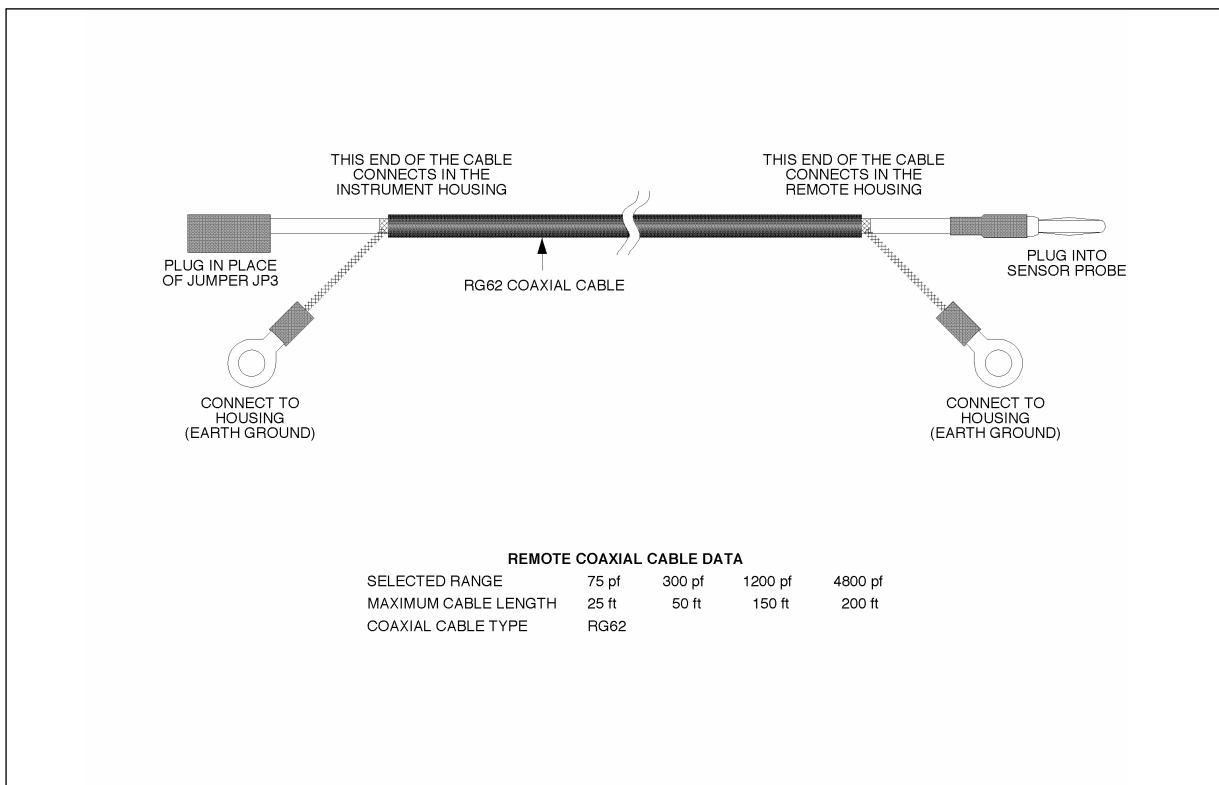 THIS END OF THE CABLE
CONNECTS IN THE
INSTRUMENT HOUSING
THIS END OF THE CABLE
CONNECTS IN THE
REMOTE HOUSING
PLUG IN PLACE
OF JUMPER JP3
RG62 COAXIAL CABLE
PLUG INTO
SENSOR PROBE
CONNECT TO
HOUSING
(EARTH GROUND)
CONNECT TO
HOUSING
(EARTH GROUND)
REMOTE COAXIAL CABLE DATA
SELECTED RANGE 75 pf 300 pf 1200 pf 4800 pf
MAXIMUM CABLE LENGTH 25 ft 50 ft 150 ft 200 ft
COAXIAL CABLE TYPE RG62